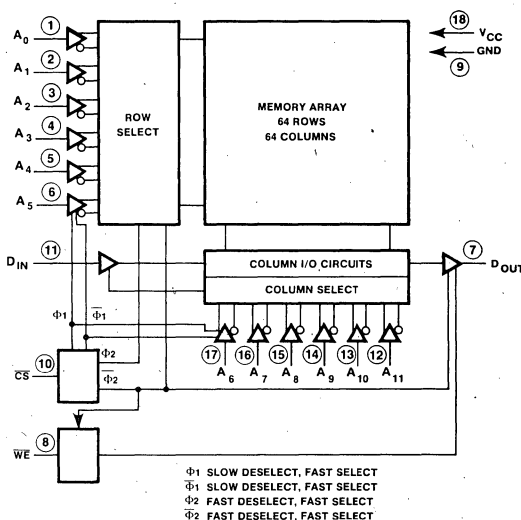 ① 
A0
② 
A1
③ 
A2
④ 
A3
⑤ 
A4
⑥ 
A5
ROW
SELECT
MEMORY ARRAY
64 ROWS
64 COLUMNS
⑱
VCC
GND
⑨
⑪
DIN
COLUMN I/O CIRCUITS
COLUMN SELECT
⑦
DOUT
Φ1
Φ̅1
Φ2
Φ̅2
⑩
C̅S̅
⑧
W̅E̅
⑰ ⑯ ⑮ ⑭ ⑬ ⑫
A6 A7 A8 A9 A10 A11
Φ1 SLOW DESELECT, FAST SELECT
Φ̅1 SLOW DESELECT, FAST SELECT
Φ2 FAST DESELECT, FAST SELECT
Φ̅2 FAST DESELECT, FAST SELECT